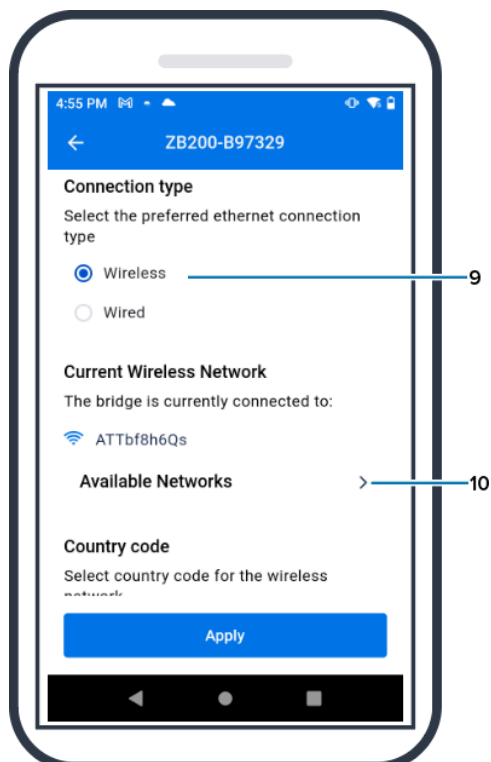 4:55 PM
ZB200-B97329
Connection type
Select the preferred ethernet connection
type
Wireless
9
Wired
Current Wireless Network
The bridge is currently connected to:
ATTbf8h6Qs
Available Networks
10
Country code
Select country code for the wireless
network
Apply